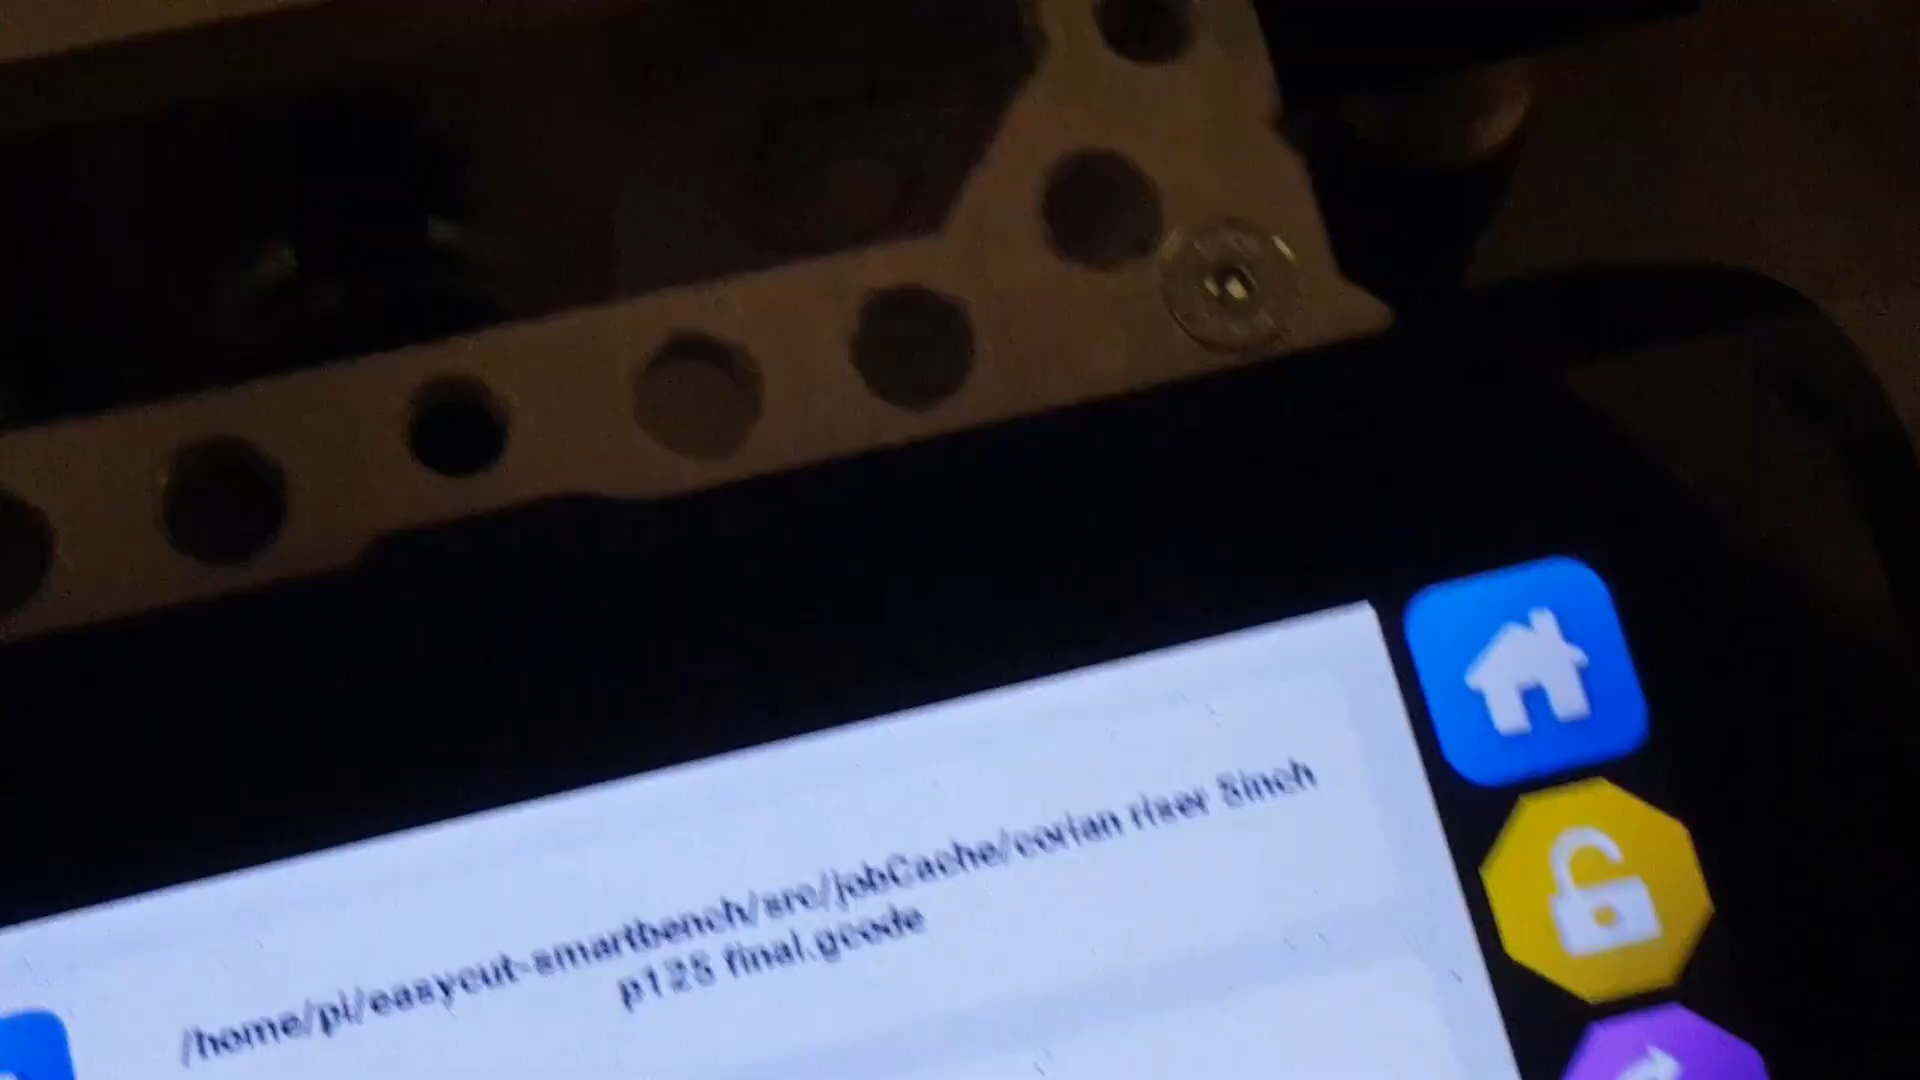 /home/pi/easycut-smartbench/src/jobCache/corian riser 8inch
p125 final.gcode